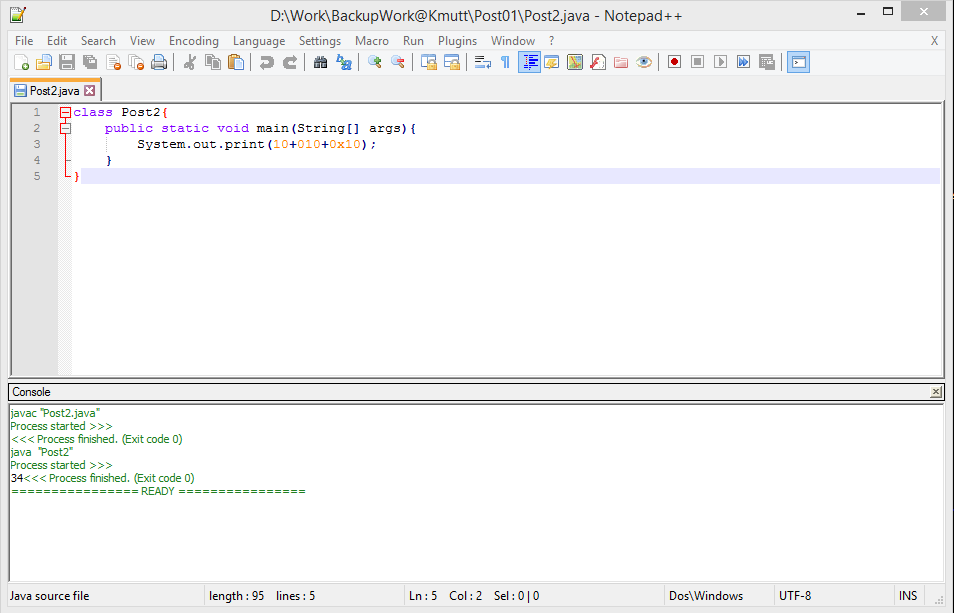 D:\Work\BackupWork@Kmutt\Post01\Post2.java - Notepad++
File Edit Search View Encoding Language Settings Macro Run Plugins Window ? X
Post2.java
1 class Post2{
2 public static void main(String[] args){
3 System.out.print(10+010+0x10);
4 }
5 }
Console
javac "Post2.java"
Process started >>>
<<< Process finished. (Exit code 0)
java "Post2"
Process started >>>
34<<< Process finished. (Exit code 0)
================ READY ================
Java source file length : 95 lines : 5 Ln : 5 Col : 2 Sel : 0 | 0 Dos\Windows UTF-8 INS